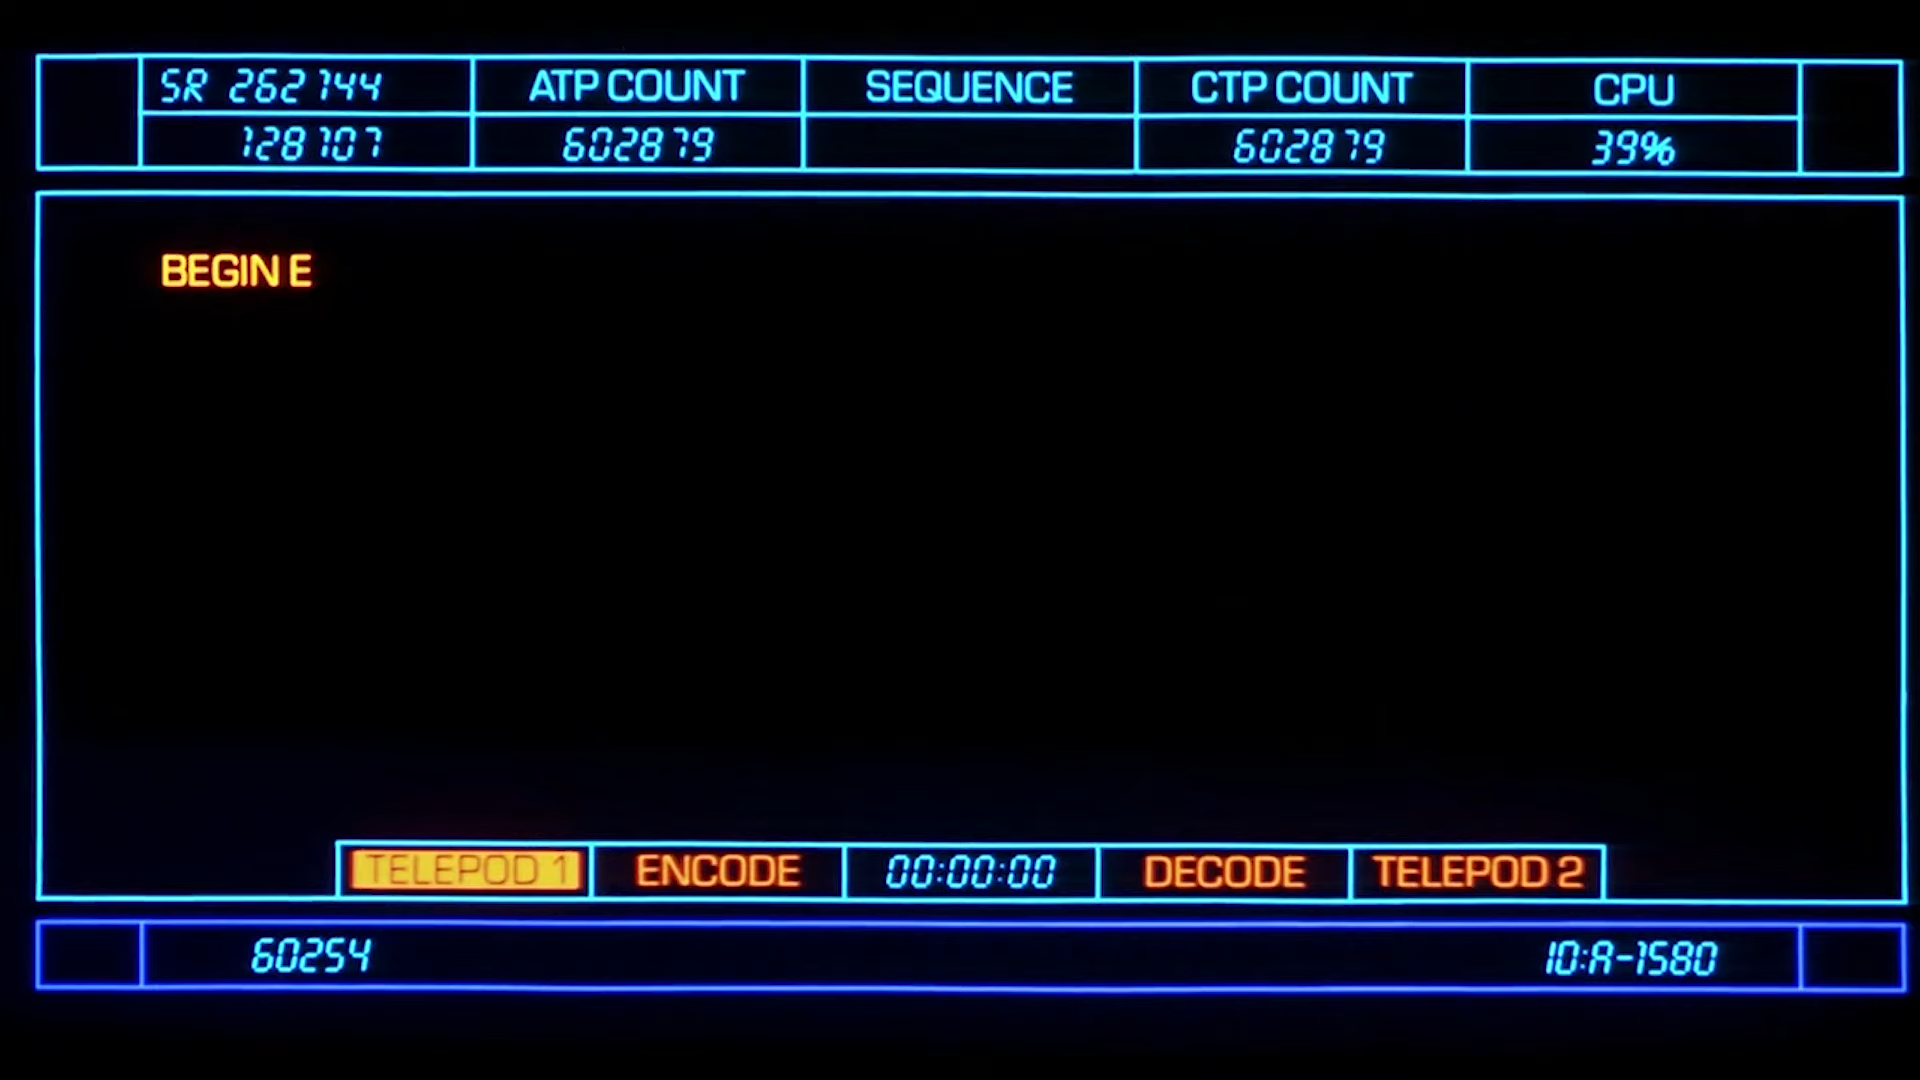 SR 262144 ATP COUNT SEQUENCE CTP COUNT CPU
128107 602879 602879 39%
BEGIN E
TELEPOD 1 ENCODE 00:00:00 DECODE TELEPOD 2
60254 ID:A-1580